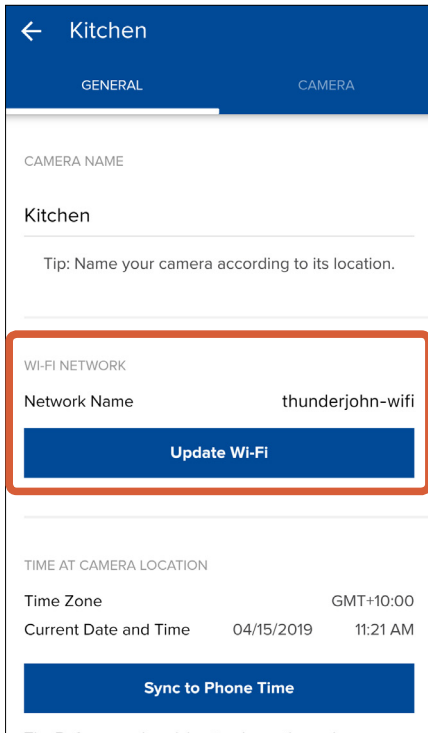 Kitchen
GENERAL CAMERA
CAMERA NAME
Kitchen
Tip: Name your camera according to its location.
WI-FI NETWORK
Network Name thunderjohn-wifi
Update Wi-Fi
TIME AT CAMERA LOCATION
Time Zone GMT+10:00
Current Date and Time 04/15/2019 11:21 AM
Sync to Phone Time